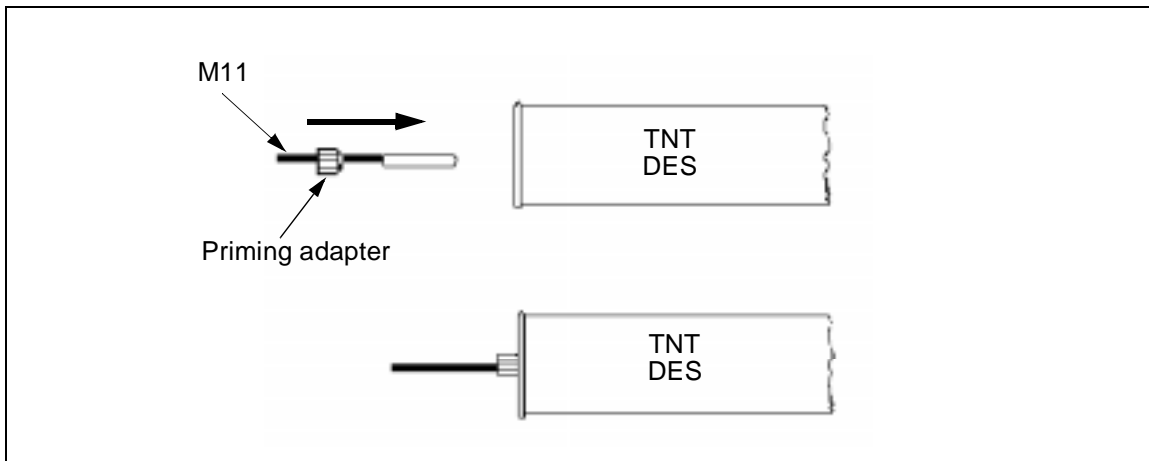 M11
TNT
DES
Priming adapter
TNT
DES